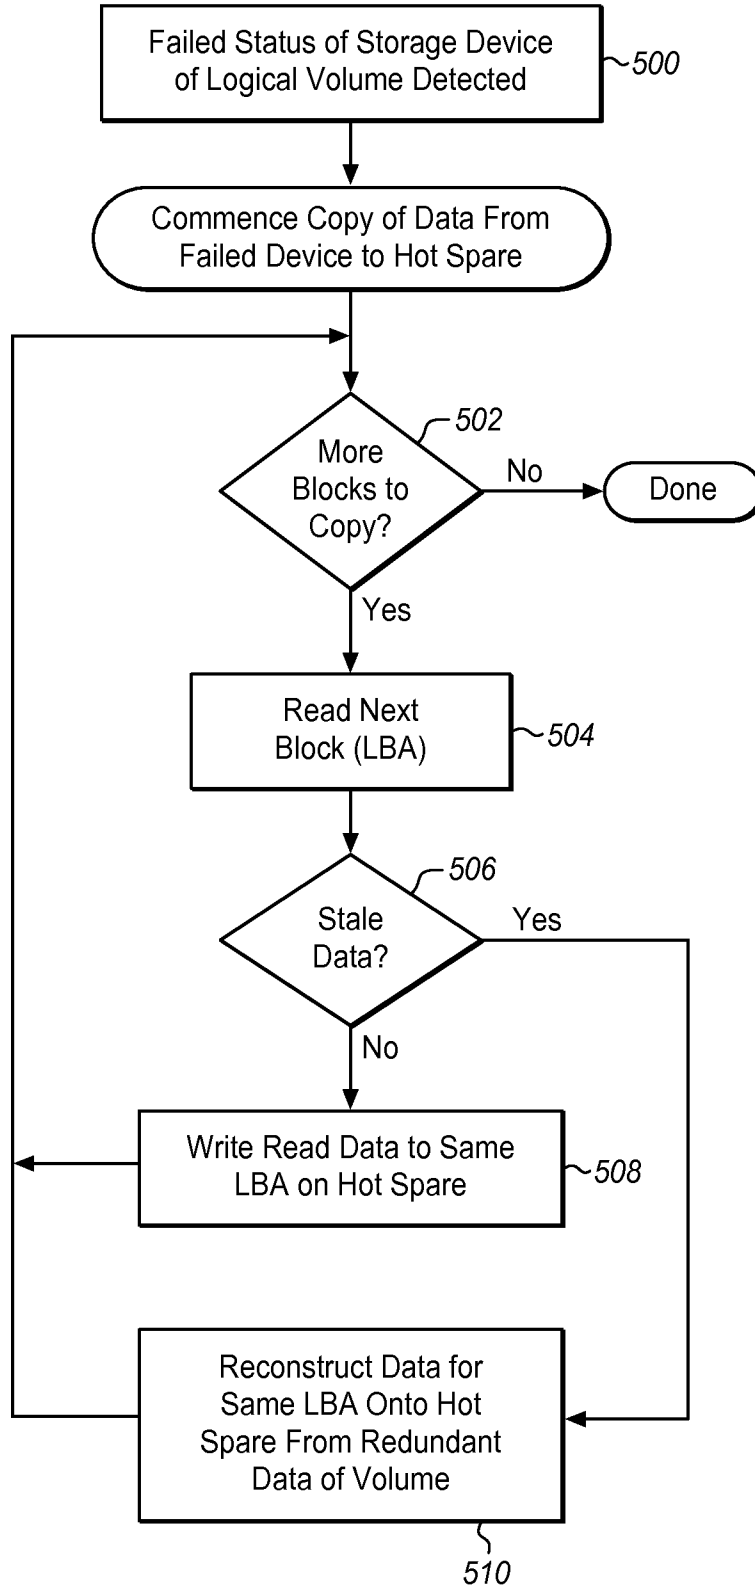 Failed Status of Storage Device
of Logical Volume Detected
500
Commence Copy of Data From
Failed Device to Hot Spare
502
More
Blocks to
Copy?
No
Done
Yes
Read Next
Block (LBA)
504
506
Stale
Data?
Yes
No
Write Read Data to Same
LBA on Hot Spare
508
Reconstruct Data for
Same LBA Onto Hot
Spare From Redundant
Data of Volume
510